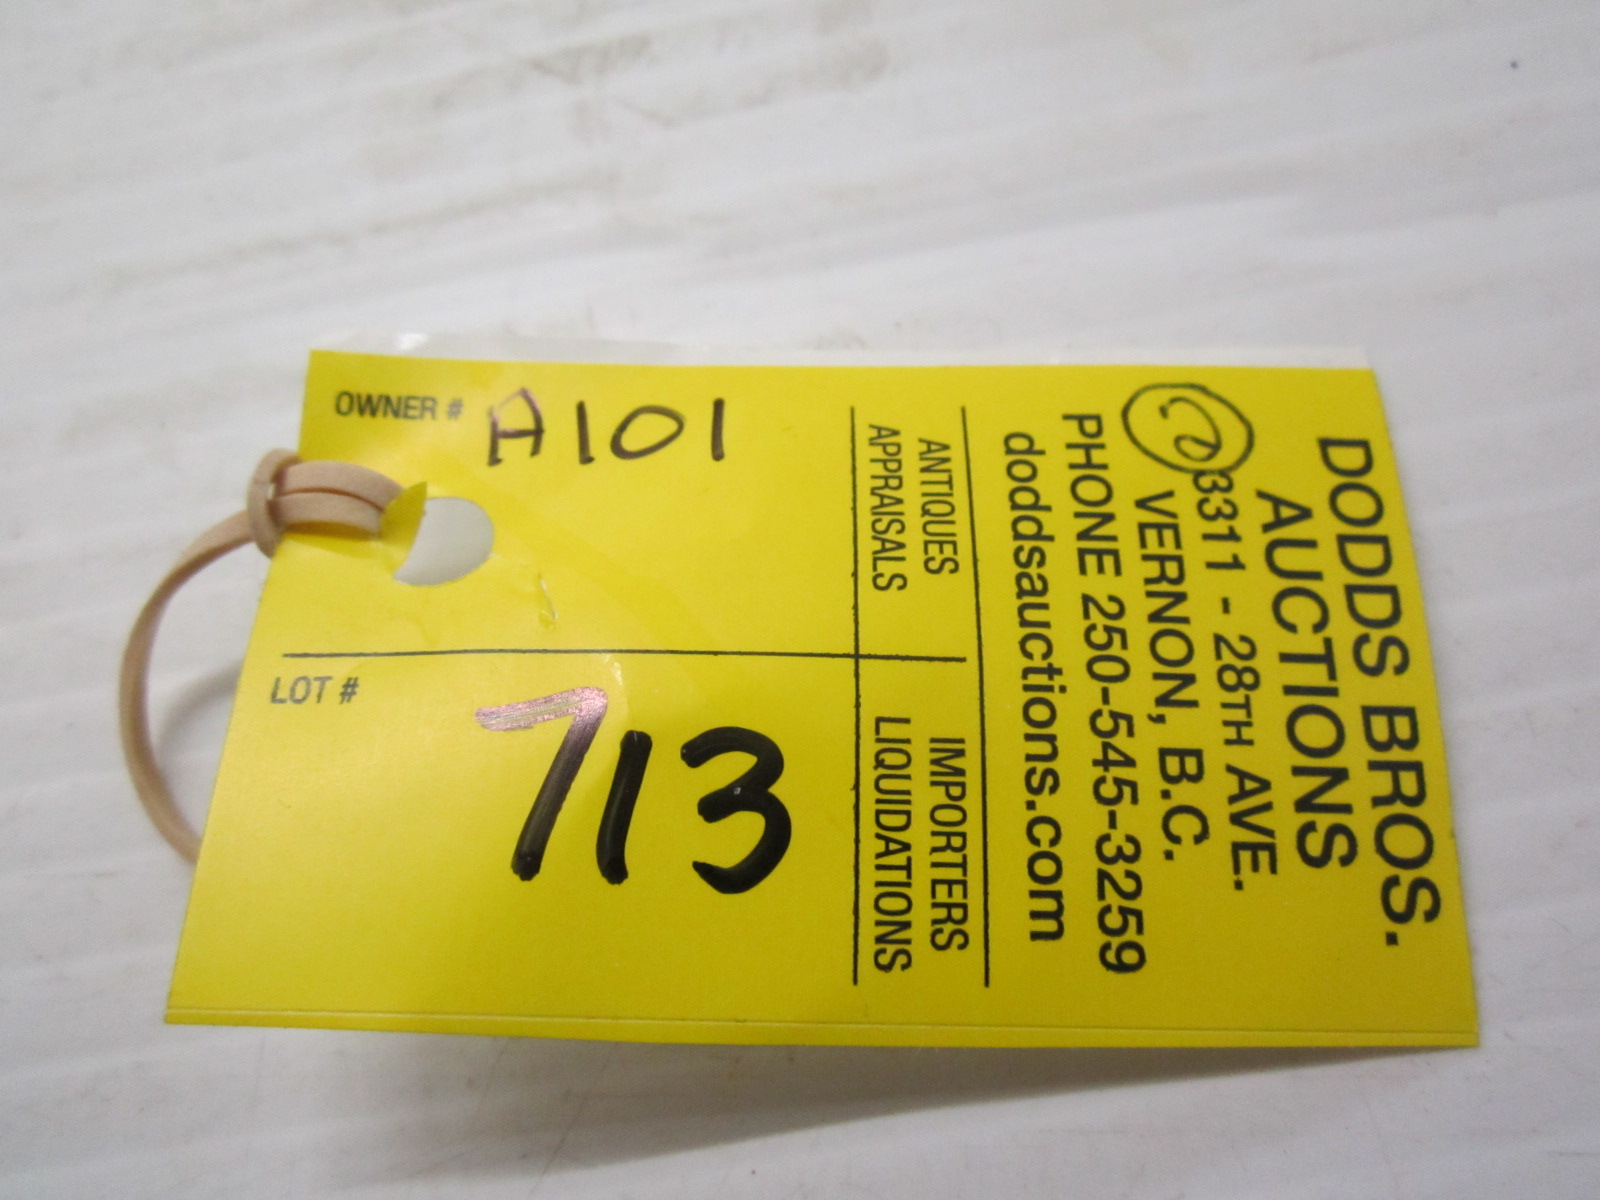 DODDS BROS.
AUCTIONS
3311 - 28TH AVE.
VERNON, B.C.
PHONE 250-545-3259
doddsauctions.com
ANTIQUES
APPRAISALS
IMPORTERS
LIQUIDATIONS
OWNER # A101
LOT #
713